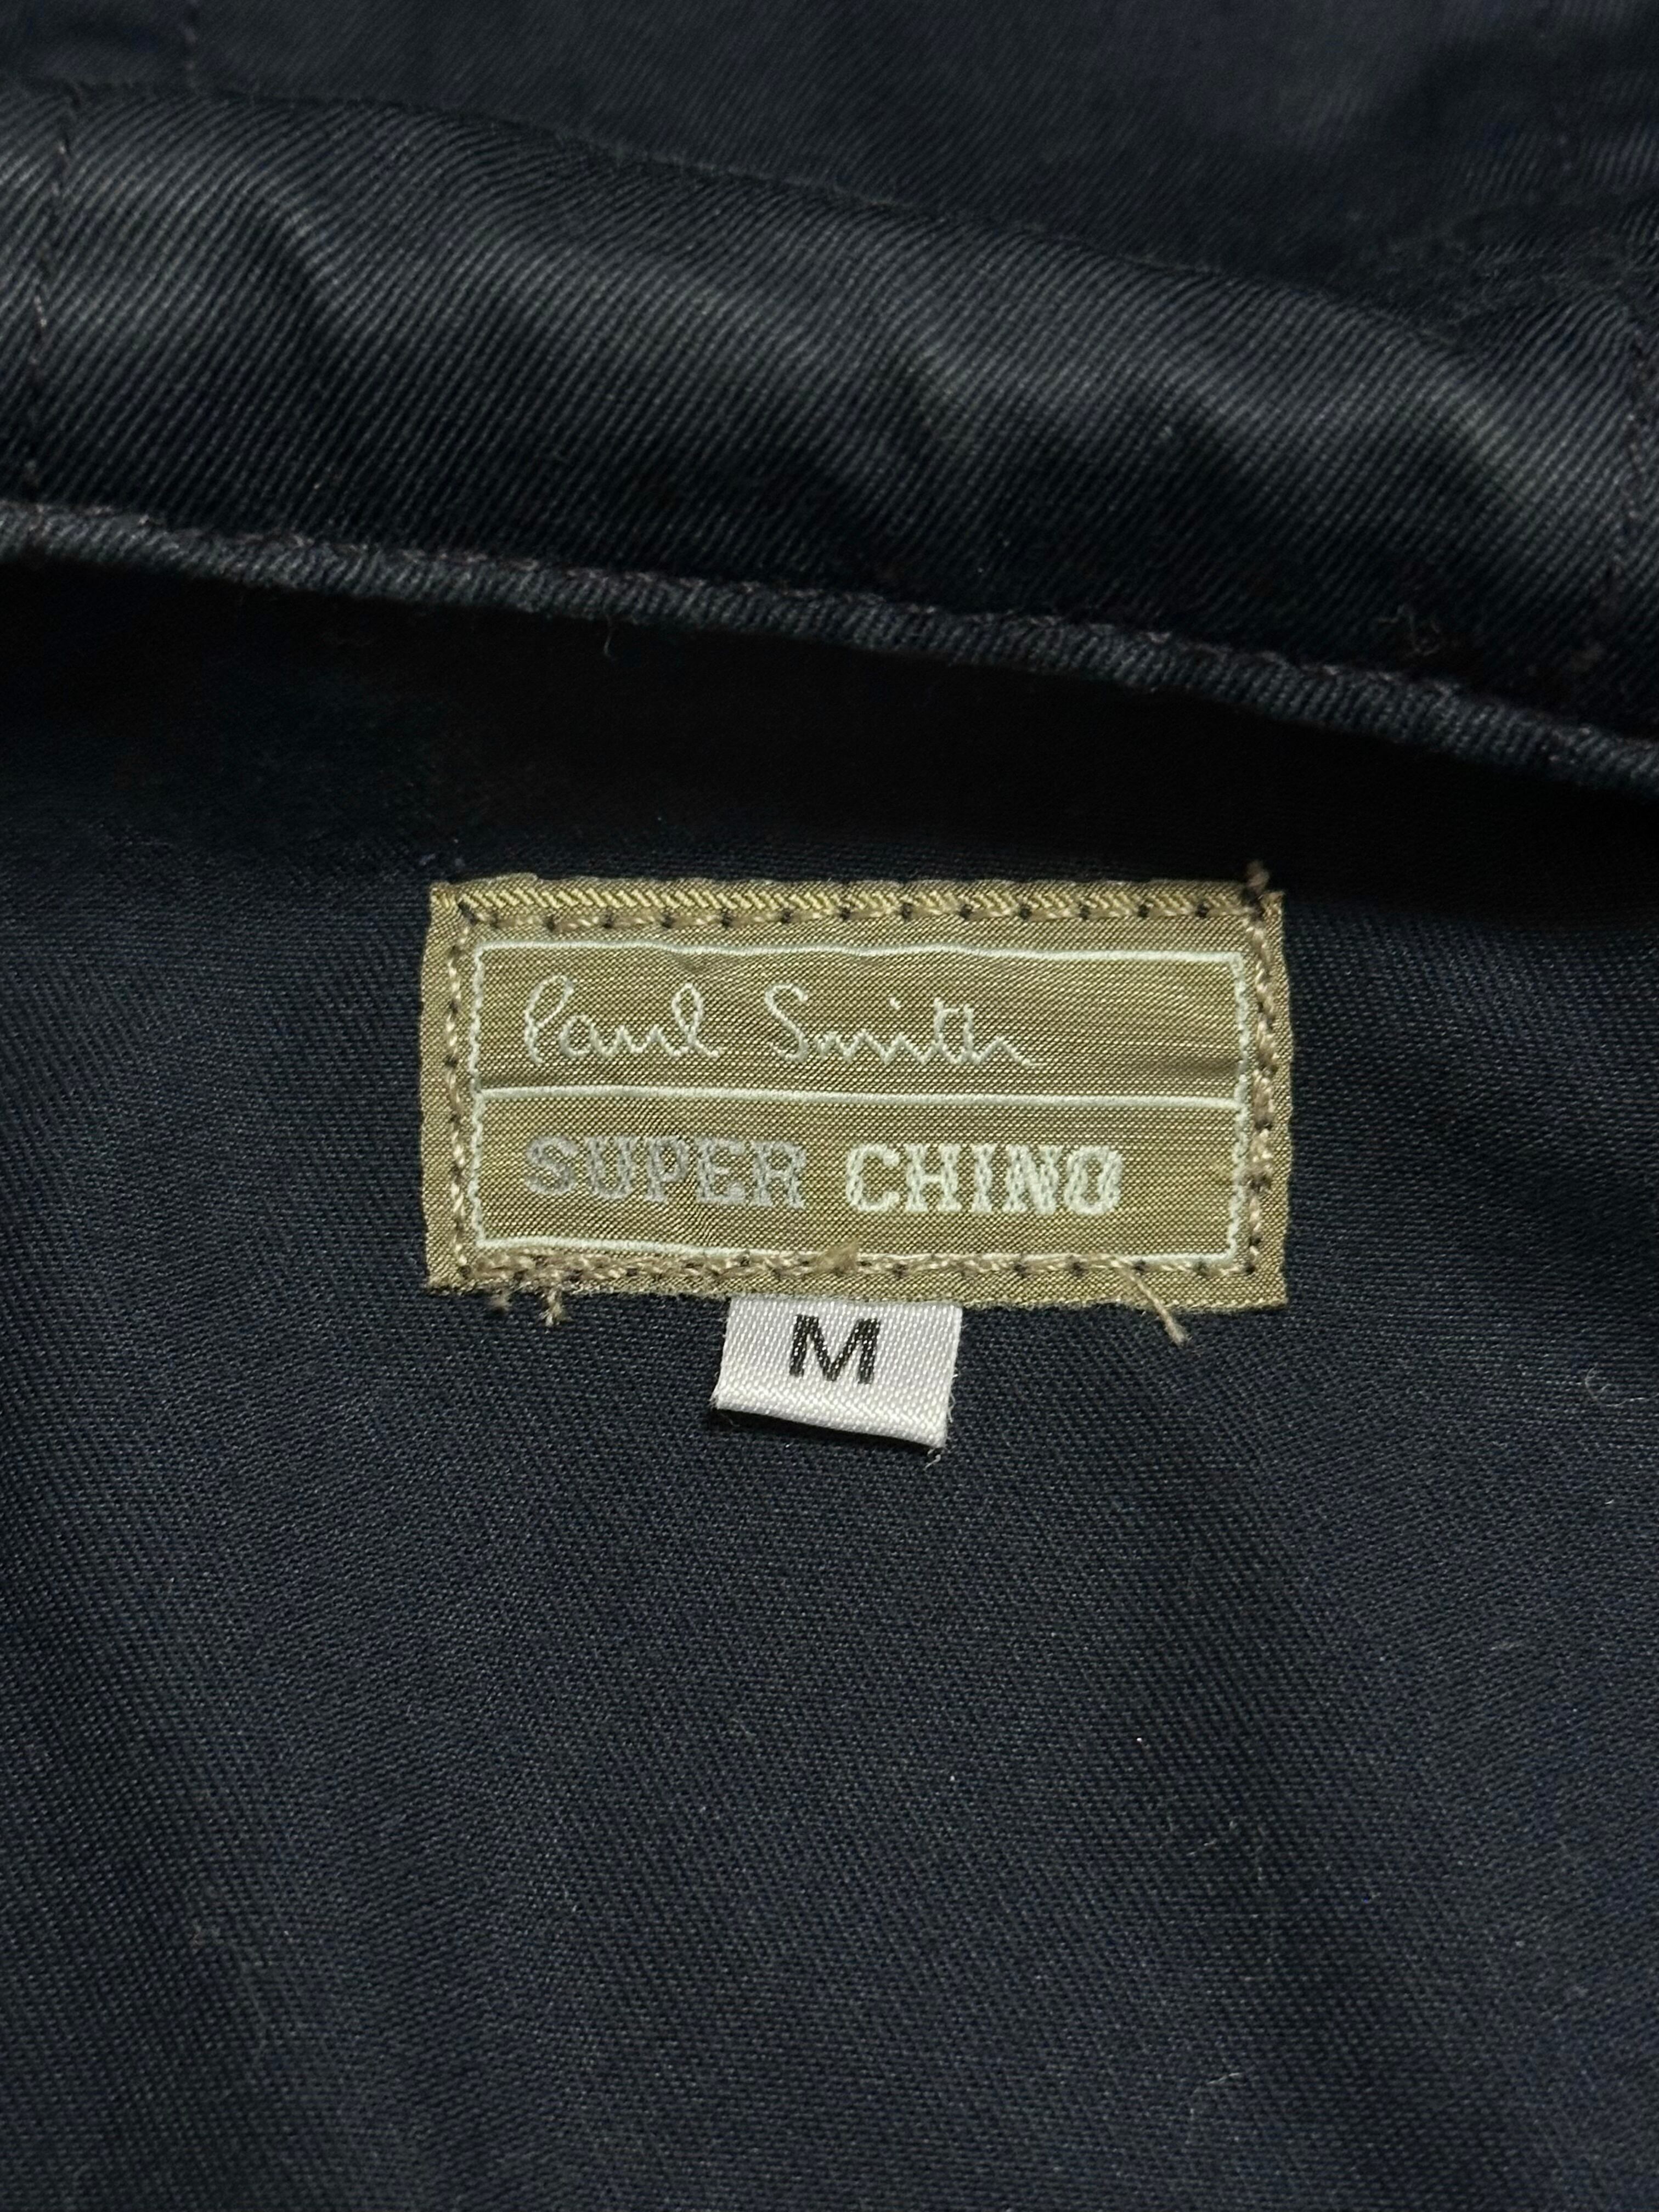 Paul Smith
SUPER CHINO
M